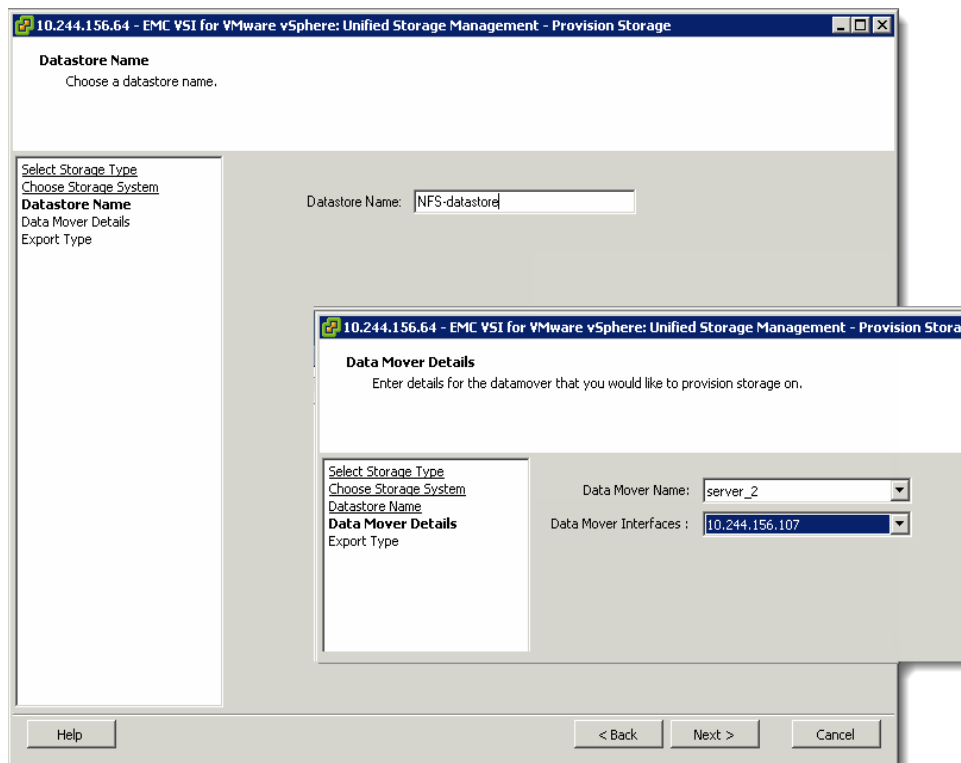 10.244.156.64 - EMC VSI for VMware vSphere: Unified Storage Management - Provision Storage
Datastore Name
Choose a datastore name.
Select Storage Type
Choose Storage System
Datastore Name
Data Mover Details
Export Type
Datastore Name: NFS-datastore
10.244.156.64 - EMC VSI for VMware vSphere: Unified Storage Management - Provision Stora
Data Mover Details
Enter details for the datamover that you would like to provision storage on.
Select Storage Type
Choose Storage System
Datastore Name
Data Mover Details
Export Type
Data Mover Name: server_2
Data Mover Interfaces : 10.244.156.107
Help < Back Next > Cancel